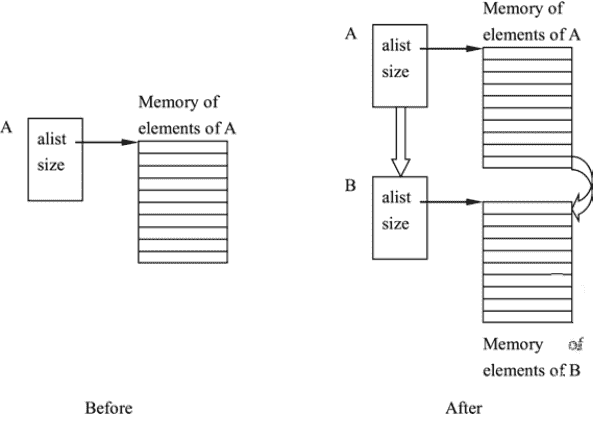 A
alist
size
Memory of
elements of A
Before
A
alist
size
Memory of
elements of A
B
alist
size
Memory of
elements of B
After